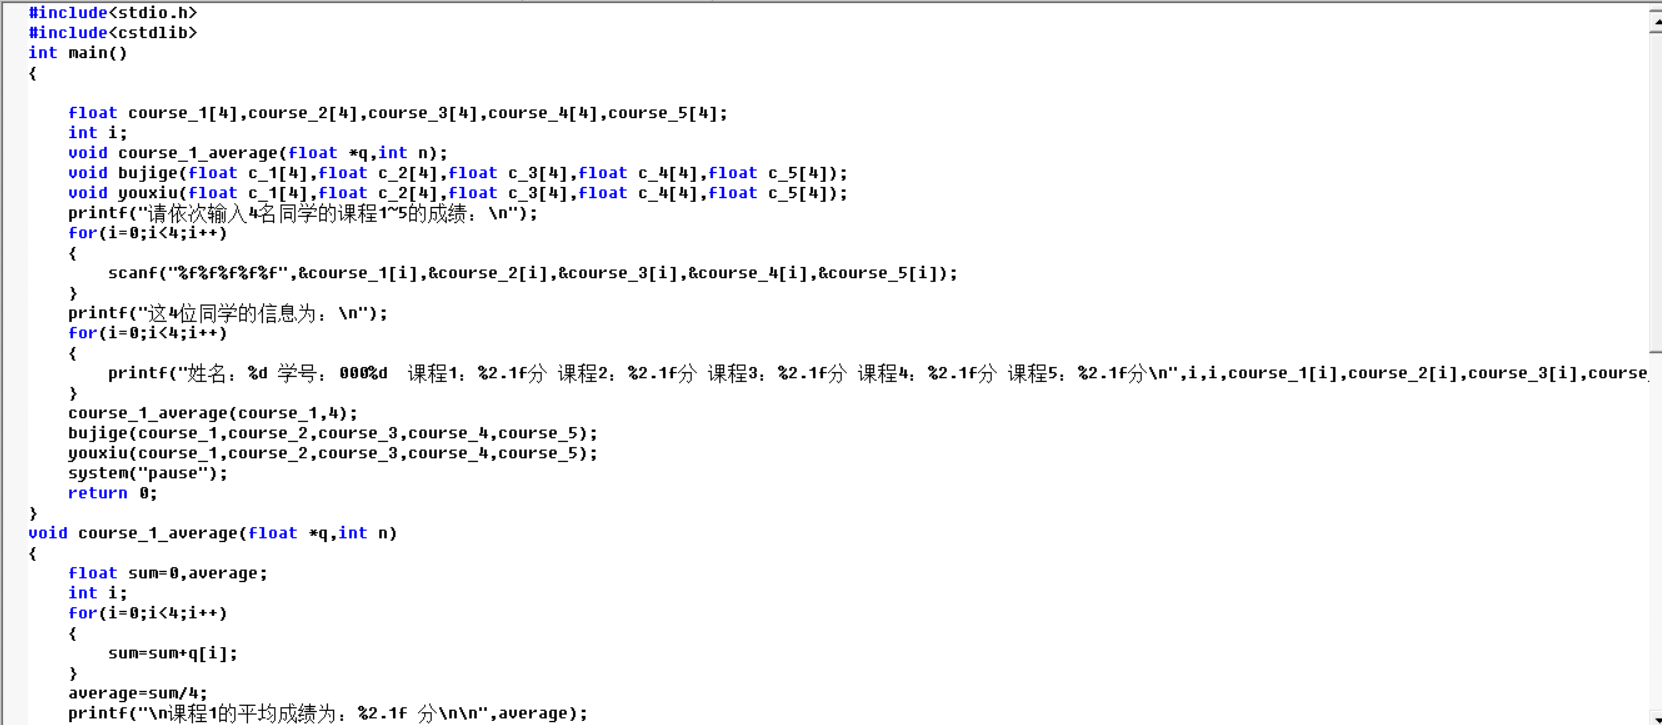 #include<stdio.h>
#include<cstdlib>
int main()
{
float course_1[4],course_2[4],course_3[4],course_4[4],course_5[4];
int i;
void course_1_average(float *q,int n);
void bujige(float c_1[4],float c_2[4],float c_3[4],float c_4[4],float c_5[4]);
void youxiu(float c_1[4],float c_2[4],float c_3[4],float c_4[4],float c_5[4]);
printf("请依次输入4名同学的课程1~5的成绩：\n");
for(i=0;i<4;i++)
{
scanf("%f%f%f%f%f",&course_1[i],&course_2[i],&course_3[i],&course_4[i],&course_5[i]);
}
printf("这4位同学的信息为：\n");
for(i=0;i<4;i++)
{
printf("姓名：%d 学号：000%d  课程1：%2.1f分 课程2：%2.1f分 课程3：%2.1f分 课程4：%2.1f分 课程5：%2.1f分\n",i,i,course_1[i],course_2[i],course_3[i],course_
}
course_1_average(course_1,4);
bujige(course_1,course_2,course_3,course_4,course_5);
youxiu(course_1,course_2,course_3,course_4,course_5);
system("pause");
return 0;
}
void course_1_average(float *q,int n)
{
float sum=0,average;
int i;
for(i=0;i<4;i++)
{
sum=sum+q[i];
}
average=sum/4;
printf("\n课程1的平均成绩为：%2.1f 分\n\n",average);